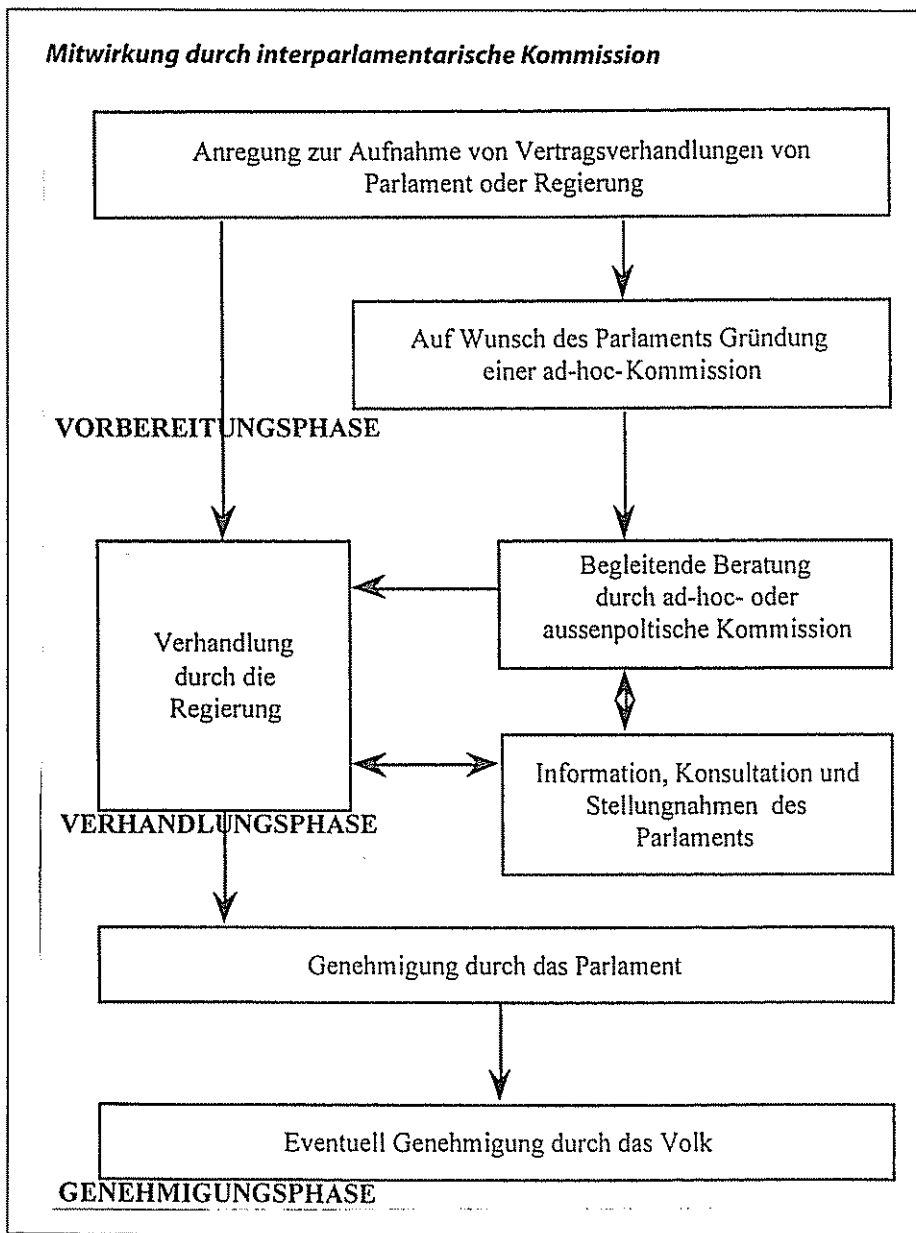 Mitwirkung durch interparlamentarische Kommission
Anregung zur Aufnahme von Vertragsverhandlungen von
Parlament oder Regierung
Auf Wunsch des Parlaments Gründung
einer ad-hoc-Kommission
VORBEREITUNGSPHASE
Verhandlung
durch die
Regierung
Begleitende Beratung
durch ad-hoc- oder
aussenpoltische Kommission
Information, Konsultation und
Stellungnahmen des
Parlaments
VERHANDLUNGSPHASE
Genehmigung durch das Parlament
Eventuell Genehmigung durch das Volk
GENEHMIGUNGSPHASE